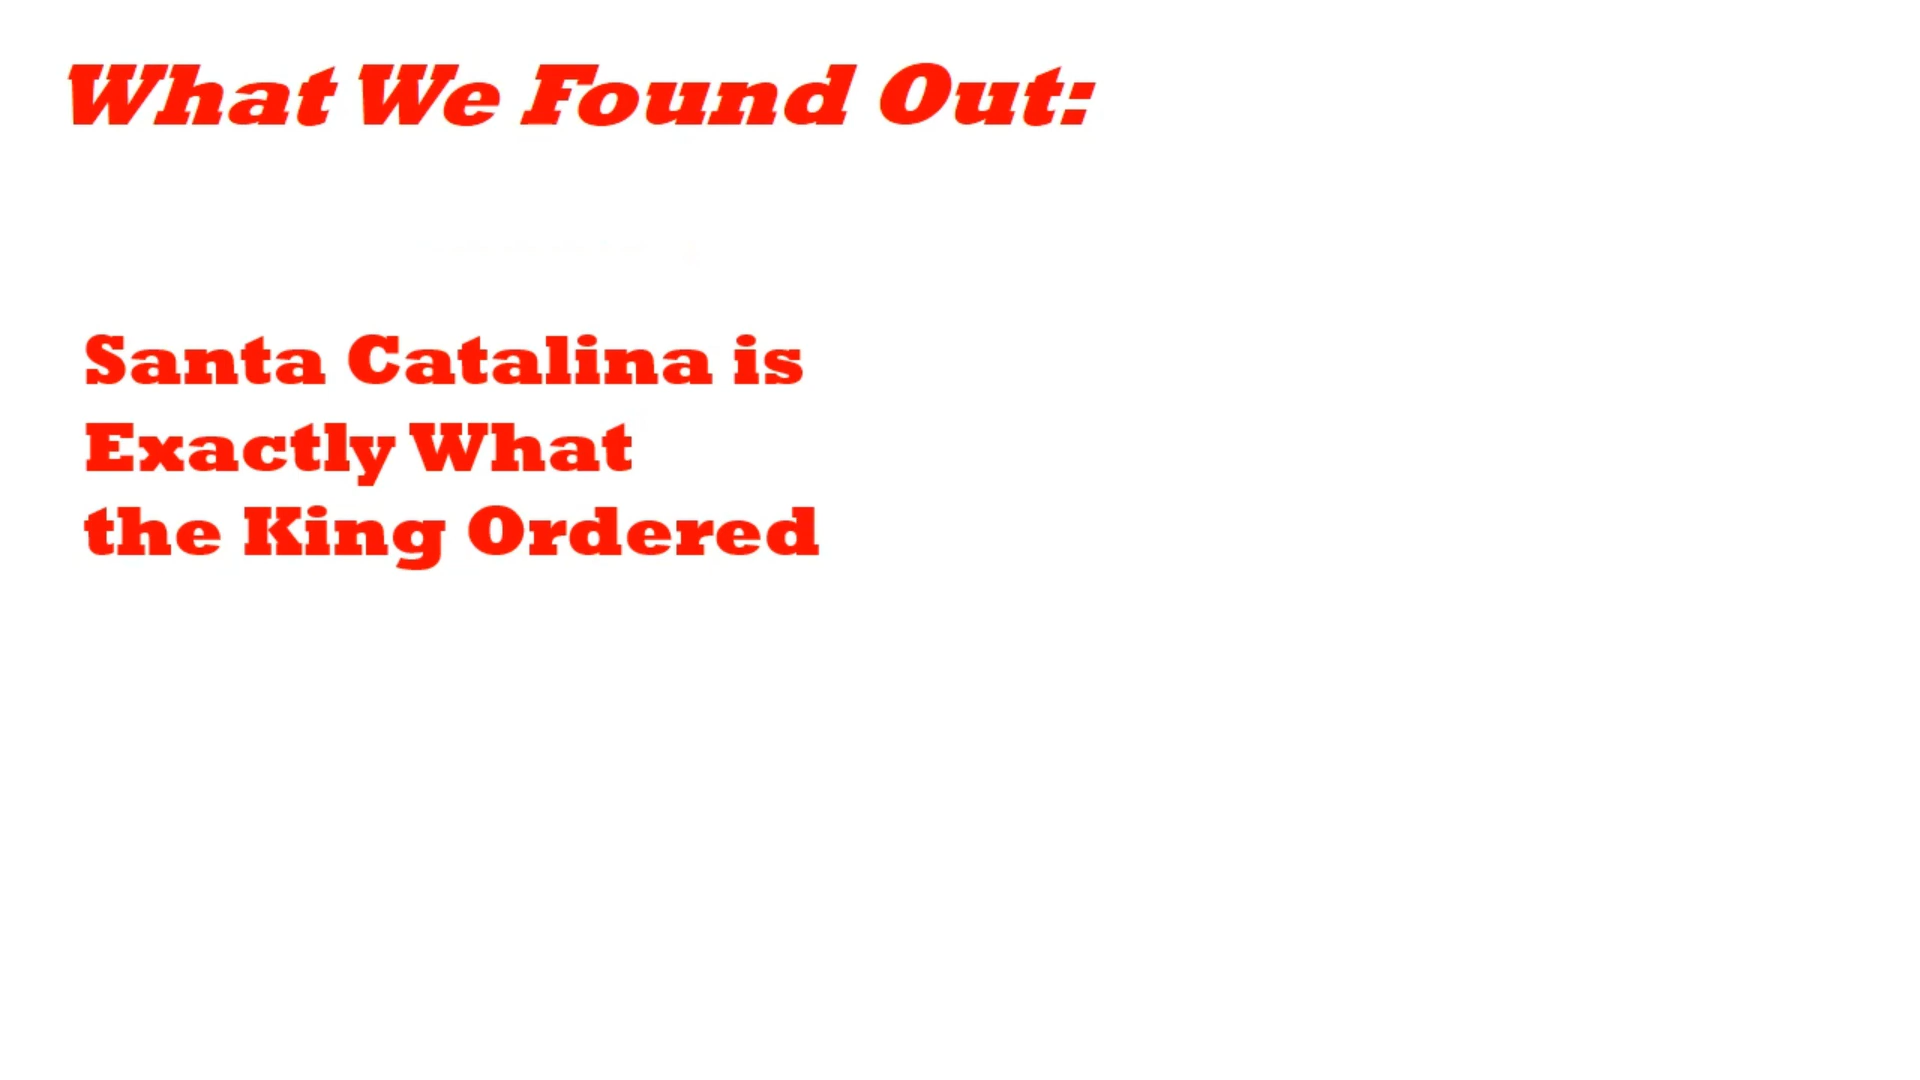 What We Found Out:
Santa Catalina is
Exactly What
the King Ordered